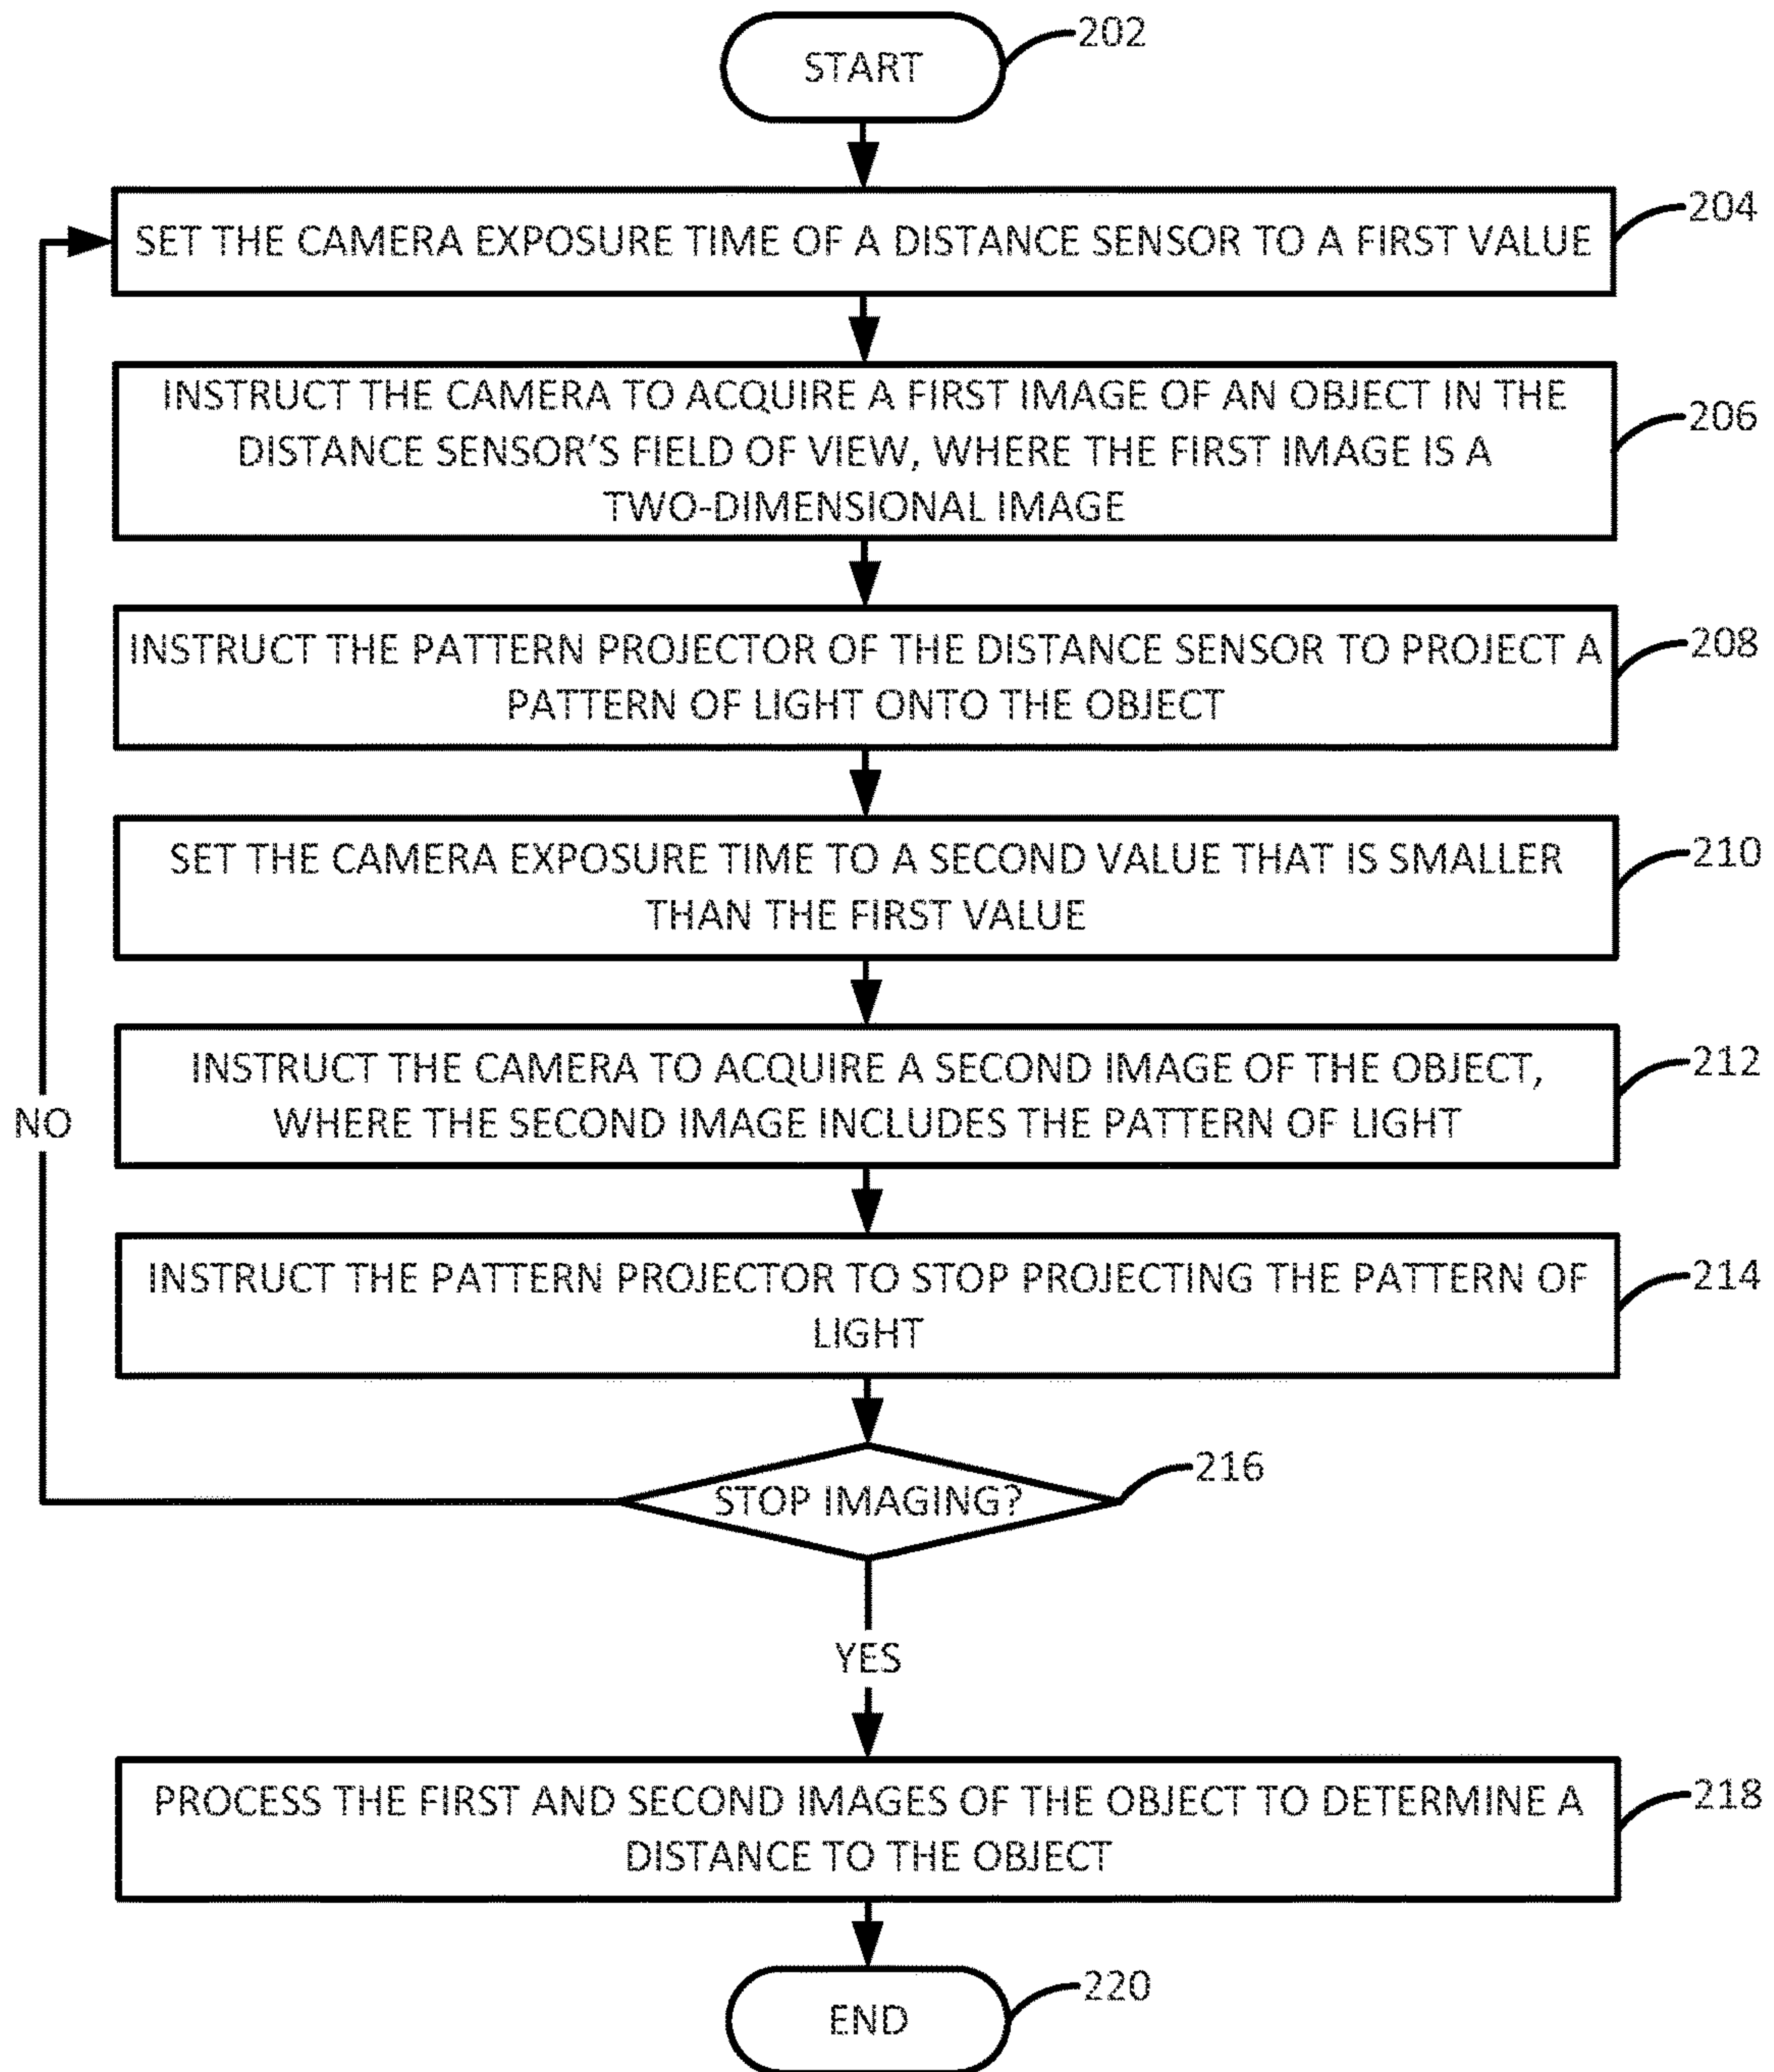 START
202
SET THE CAMERA EXPOSURE TIME OF A DISTANCE SENSOR TO A FIRST VALUE
204
INSTRUCT THE CAMERA TO ACQUIRE A FIRST IMAGE OF AN OBJECT IN THE
DISTANCE SENSOR'S FIELD OF VIEW, WHERE THE FIRST IMAGE IS A
TWO-DIMENSIONAL IMAGE
206
INSTRUCT THE PATTERN PROJECTOR OF THE DISTANCE SENSOR TO PROJECT A
PATTERN OF LIGHT ONTO THE OBJECT
208
SET THE CAMERA EXPOSURE TIME TO A SECOND VALUE THAT IS SMALLER
THAN THE FIRST VALUE
210
INSTRUCT THE CAMERA TO ACQUIRE A SECOND IMAGE OF THE OBJECT,
WHERE THE SECOND IMAGE INCLUDES THE PATTERN OF LIGHT
212
NO
INSTRUCT THE PATTERN PROJECTOR TO STOP PROJECTING THE PATTERN OF
LIGHT
214
STOP IMAGING?
216
YES
PROCESS THE FIRST AND SECOND IMAGES OF THE OBJECT TO DETERMINE A
DISTANCE TO THE OBJECT
218
END
220